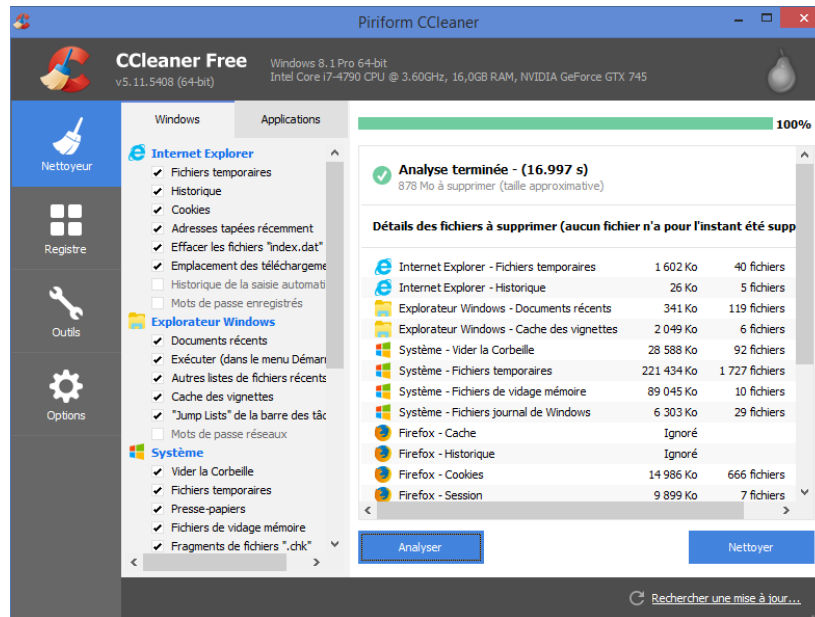 Piriform CCleaner
CCleaner Free
v5.11.5408 (64-bit)
Windows 8.1 Pro 64-bit
Intel Core i7-4790 CPU @ 3.60GHz, 16,0GB RAM, NVIDIA GeForce GTX 745
Nettoyeur
Registre
Outils
Options
Windows
Applications
Internet Explorer
Fichiers temporaires
Historique
Cookies
Adresses tapées récemment
Effacer les fichiers "index.dat"
Emplacement des téléchargeme
Historique de la saisie automati
Mots de passe enregistrés
Explorateur Windows
Documents récents
Exécuter (dans le menu Démarr
Autres listes de fichiers récents
Cache des vignettes
"Jump Lists" de la barre des tâc
Mots de passe réseaux
Système
Vider la Corbeille
Fichiers temporaires
Presse-papiers
Fichiers de vidage mémoire
Fragments de fichiers ".chk"
100%
Analyse terminée - (16.997 s)
878 Mo à supprimer (taille approximative)
Détails des fichiers à supprimer (aucun fichier n'a pour l'instant été supp
Internet Explorer - Fichiers temporaires 1 602 Ko 40 fichiers
Internet Explorer - Historique 26 Ko 5 fichiers
Explorateur Windows - Documents récents 341 Ko 119 fichiers
Explorateur Windows - Cache des vignettes 2 049 Ko 6 fichiers
Système - Vider la Corbeille 28 588 Ko 92 fichiers
Système - Fichiers temporaires 221 434 Ko 1 727 fichiers
Système - Fichiers de vidage mémoire 89 045 Ko 10 fichiers
Système - Fichiers journal de Windows 6 303 Ko 29 fichiers
Firefox - Cache Ignoré
Firefox - Historique Ignoré
Firefox - Cookies 14 986 Ko 666 fichiers
Firefox - Session 9 899 Ko 7 fichiers
Analyser
Nettoyer
Rechercher une mise à jour...